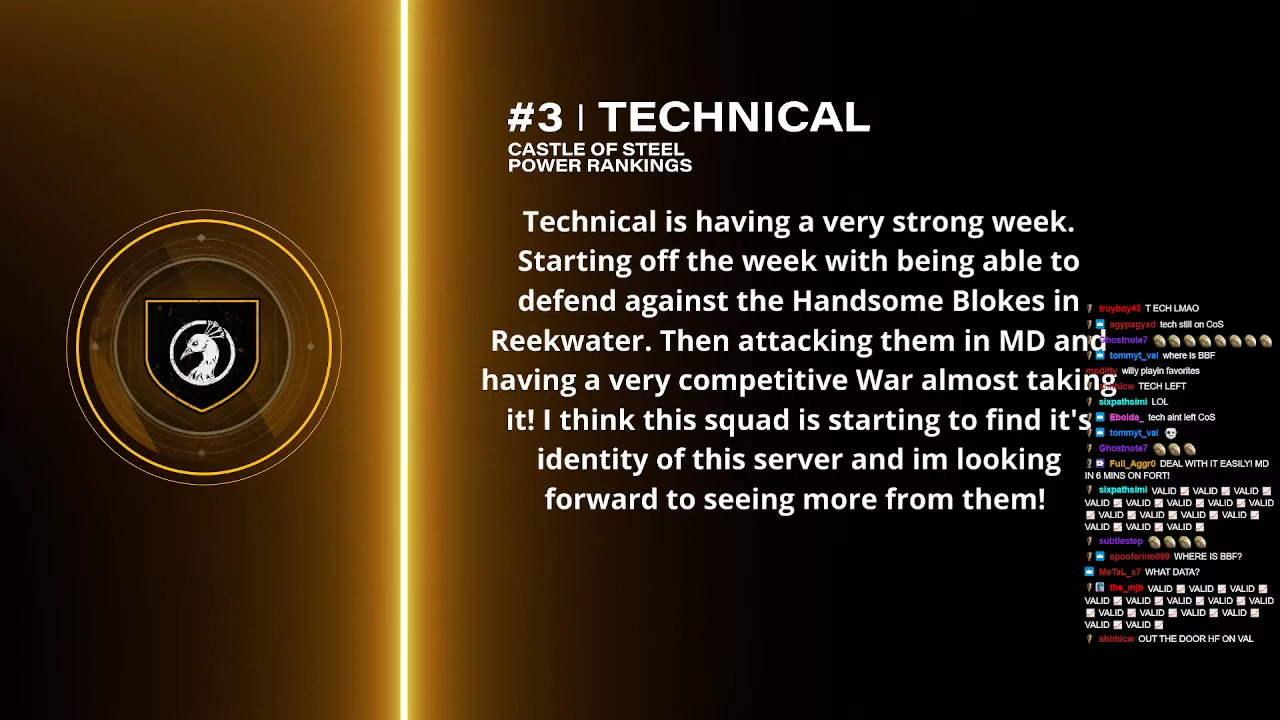 #3 | TECHNICAL
CASTLE OF STEEL
POWER RANKINGS
Technical is having a very strong week.
Starting off the week with being able to
defend against the Handsome Blokes in
Reekwater. Then attacking them in MD and
having a very competitive War almost taking
it! I think this squad is starting to find it's
identity of this server and im looking
forward to seeing more from them!
troyboy43 T ECH LMAO
agypagyxd tech still on CoS
Ghostnote7
tommyt_val where is BBF
moditty willy playin favorites
TECH LEFT
sixpathsimi LOL
Ebolda_ tech aint left CoS
tommyt_val
Ghostnote7
Full_Aggr0 DEAL WITH IT EASILY! MD
IN 6 MINS ON FORT!
sixpathsimi VALID VALID VALID
VALID VALID VALID VALID VALID
VALID VALID VALID VALID VALID
VALID VALID VALID
subtlestep
spooferino099 WHERE IS BBF?
MeTaL_x7 WHAT DATA?
the_mjb VALID VALID VALID
VALID VALID VALID VALID VALID
VALID VALID VALID VALID VALID
VALID VALID
ahhhicw OUT THE DOOR HF ON VAL